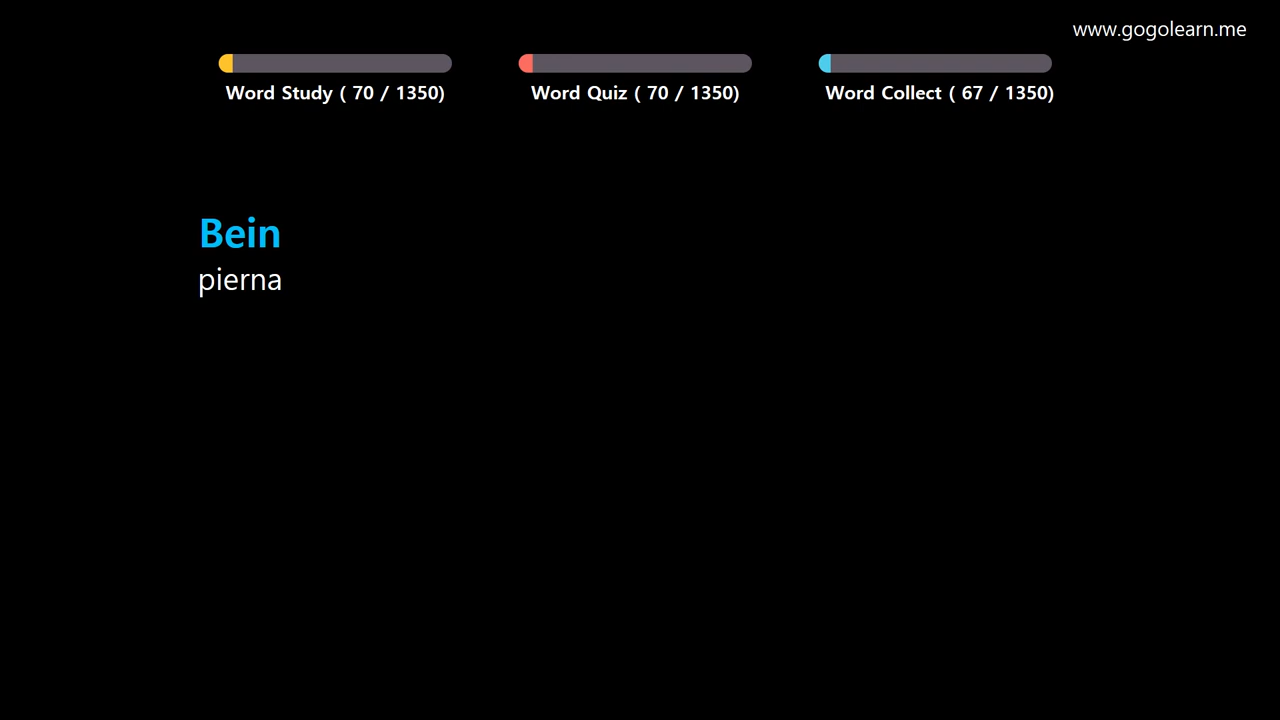 www.gogolearn.me
Word Study ( 70 / 1350)
Word Quiz ( 70 / 1350)
Word Collect ( 67 / 1350)
Bein
pierna